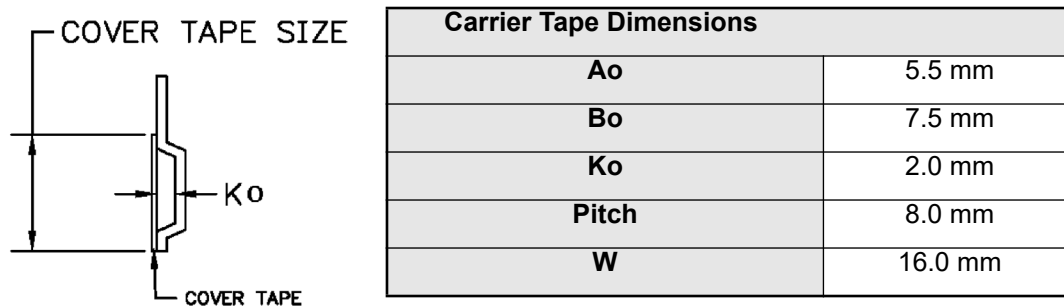 COVER TAPE SIZE
Ko
COVER TAPE
Carrier Tape Dimensions
Ao 5.5 mm
Bo 7.5 mm
Ko 2.0 mm
Pitch 8.0 mm
W 16.0 mm